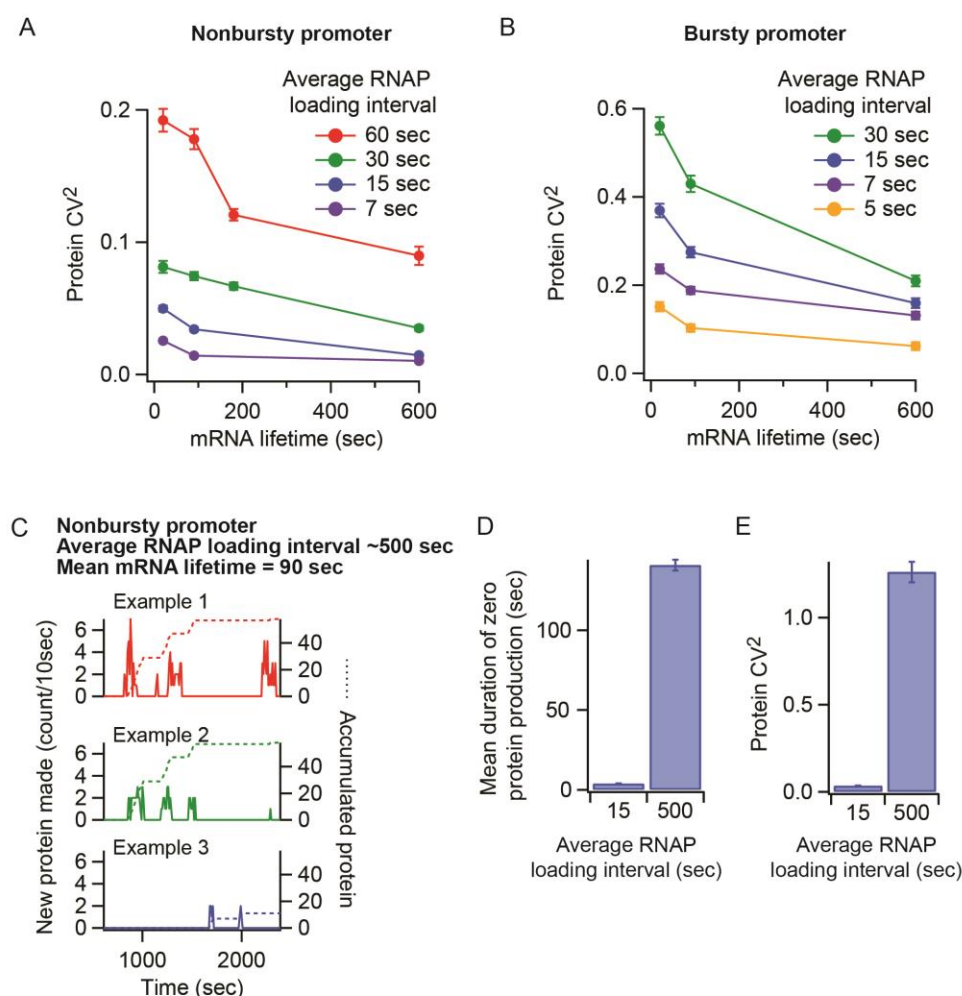 A
Nonbursty promoter
Average RNAP
loading interval
60 sec
30 sec
15 sec
7 sec
Protein CV2
0.2
0.1
0.0
0
200
400
600
mRNA lifetime (sec)
B
Bursty promoter
Average RNAP
loading interval
30 sec
15 sec
7 sec
5 sec
Protein CV2
0.6
0.4
0.2
0.0
0
200
400
600
mRNA lifetime (sec)
C
Nonbursty promoter
Average RNAP loading interval ~500 sec
Mean mRNA lifetime = 90 sec
New protein made (count/10sec)
Example 1
6
4
2
0
40
20
0
Example 2
6
4
2
0
40
20
0
Example 3
6
4
2
0
40
20
0
Accumulated protein
1000
2000
Time (sec)
D
Mean duration of zero
protein production (sec)
100
50
0
15
500
Average RNAP
loading interval (sec)
E
Protein CV2
1.0
0.0
15
500
Average RNAP
loading interval (sec)